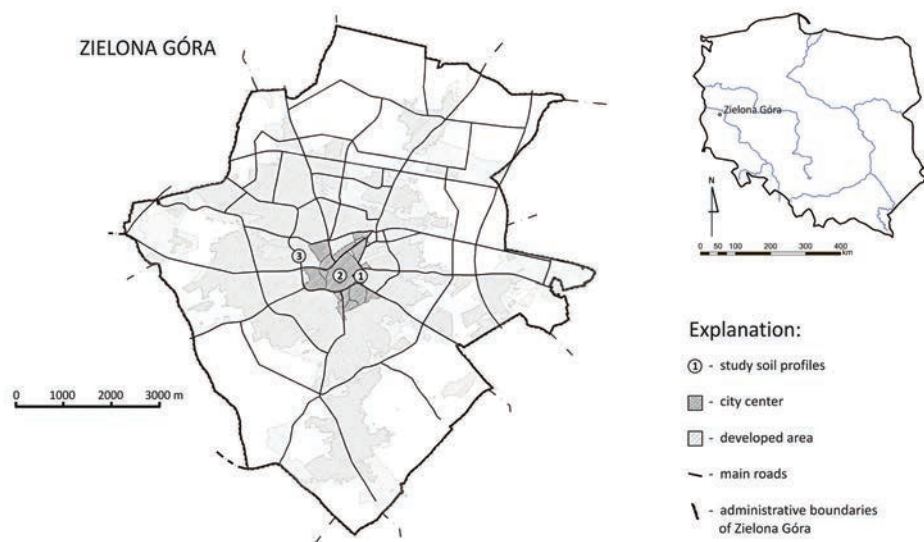 ZIELONA GÓRA
3
2
1
0 1000 2000 3000 m
Zielona Góra
N
0 50 100 200 300 400
km
Explanation:
1 - study soil profiles
- city center
- developed area
- main roads
- administrative boundaries
of Zielona Góra